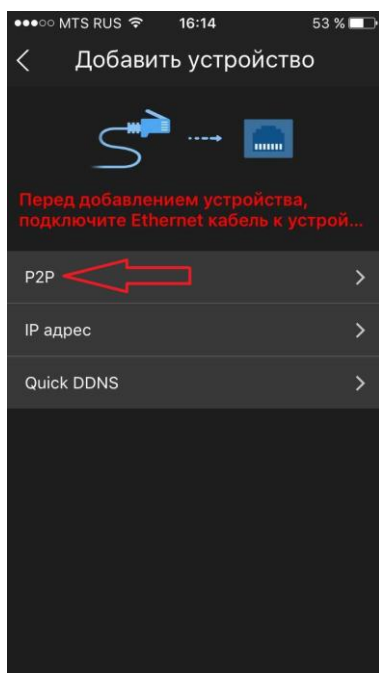 MTS RUS 16:14 53 %
Добавить устройство
Перед добавлением устройства,
подключите Ethernet кабель к устрой...
P2P
IP адрес
Quick DDNS